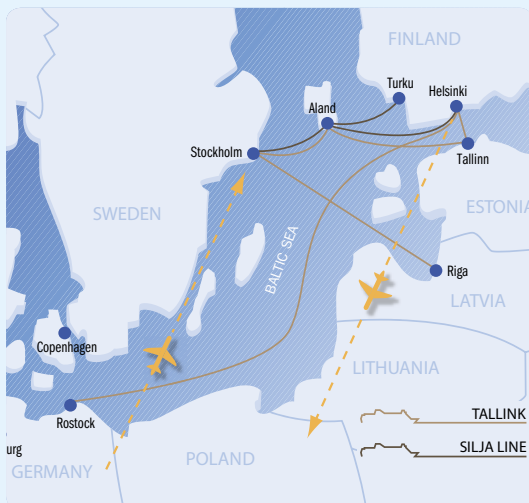 FINLAND
Turku
Helsinki
Aland
Stockholm
Tallinn
SWEDEN
ESTONIA
BALTIC SEA
Riga
LATVIA
Copenhagen
LITHUANIA
Rostock
TALLINK
urg
SILJA LINE
POLAND
GERMANY